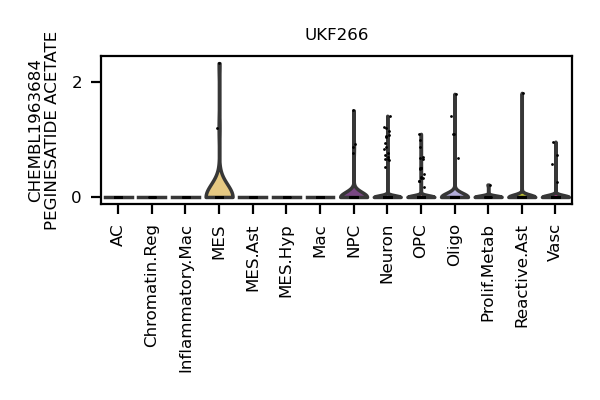 UKF266
CHEMBL1963684
PEGINESATIDE ACETATE
2
0
AC
Chromatin.Reg
Inflammatory.Mac
MES
MES.Ast
MES.Hyp
Mac
NPC
Neuron
OPC
Oligo
Prolif.Metab
Reactive.Ast
Vasc